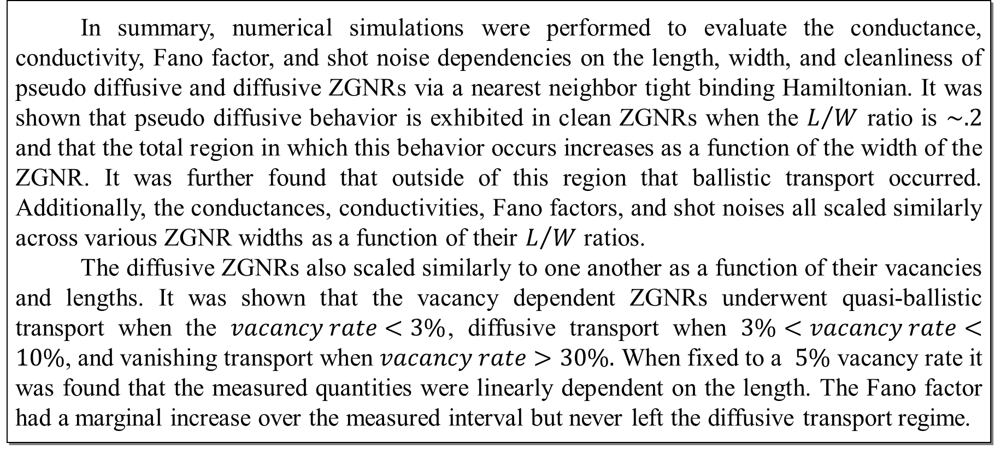 In summary, numerical simulations were performed to evaluate the conductance,
conductivity, Fano factor, and shot noise dependencies on the length, width, and cleanliness of
pseudo diffusive and diffusive ZGNRs via a nearest neighbor tight binding Hamiltonian. It was
shown that pseudo diffusive behavior is exhibited in clean ZGNRs when the L/W ratio is ~.2
and that the total region in which this behavior occurs increases as a function of the width of the
ZGNR. It was further found that outside of this region that ballistic transport occurred.
Additionally, the conductances, conductivities, Fano factors, and shot noises all scaled similarly
across various ZGNR widths as a function of their L/W ratios.
The diffusive ZGNRs also scaled similarly to one another as a function of their vacancies
and lengths. It was shown that the vacancy dependent ZGNRs underwent quasi-ballistic
transport when the vacancy rate < 3%, diffusive transport when 3% < vacancy rate <
10%, and vanishing transport when vacancy rate > 30%. When fixed to a 5% vacancy rate it
was found that the measured quantities were linearly dependent on the length. The Fano factor
had a marginal increase over the measured interval but never left the diffusive transport regime.